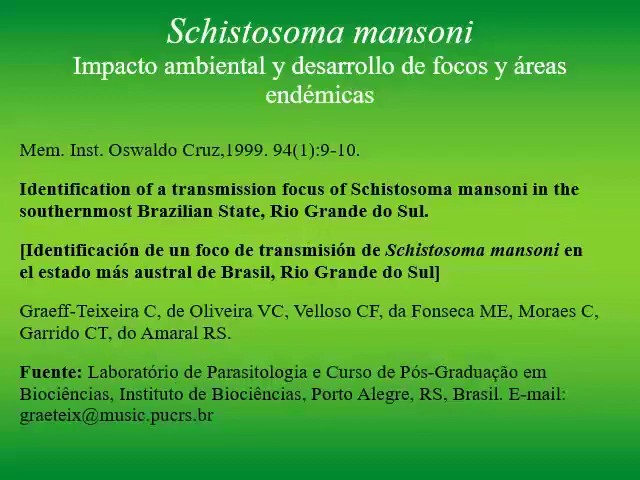 Schistosoma mansoni
Impacto ambiental y desarrollo de focos y áreas
endémicas
Mem. Inst. Oswaldo Cruz,1999. 94(1):9-10.
Identification of a transmission focus of Schistosoma mansoni in the
southernmost Brazilian State, Rio Grande do Sul.
[Identificación de un foco de transmisión de Schistosoma mansoni en
el estado más austral de Brasil, Rio Grande do Sul]
Graeff-Teixeira C, de Oliveira VC, Velloso CF, da Fonseca ME, Moraes C,
Garrido CT, do Amaral RS.
Fuente: Laboratório de Parasitologia e Curso de Pós-Graduação em
Biociências, Instituto de Biociências, Porto Alegre, RS, Brasil. E-mail:
graeteix@music.pucrs.br